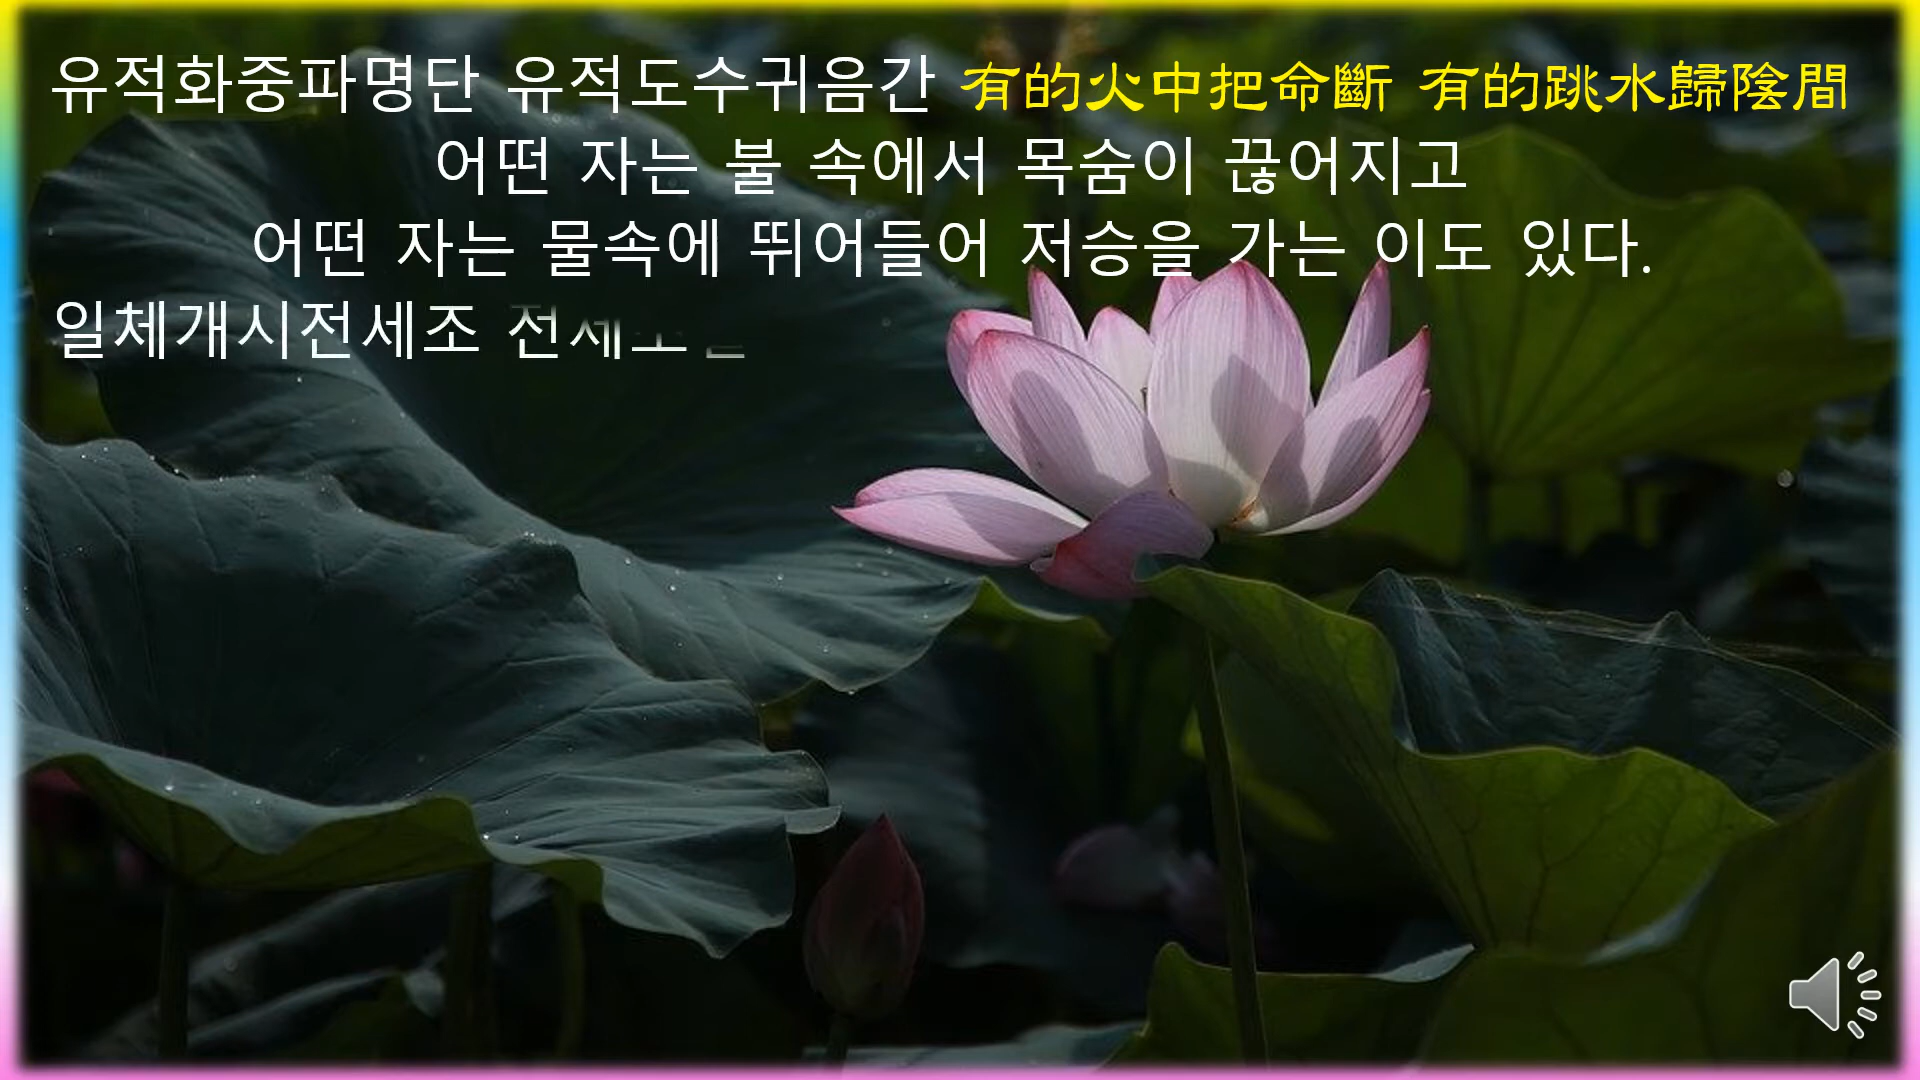 유적화중파명단 유적도수귀음간 有的火中把命斷 有的跳水歸陰間
어떤 자는 불 속에서 목숨이 끊어지고
어떤 자는 물속에 뛰어들어 저승을 가는 이도 있다.
일체개시전세조 전세조